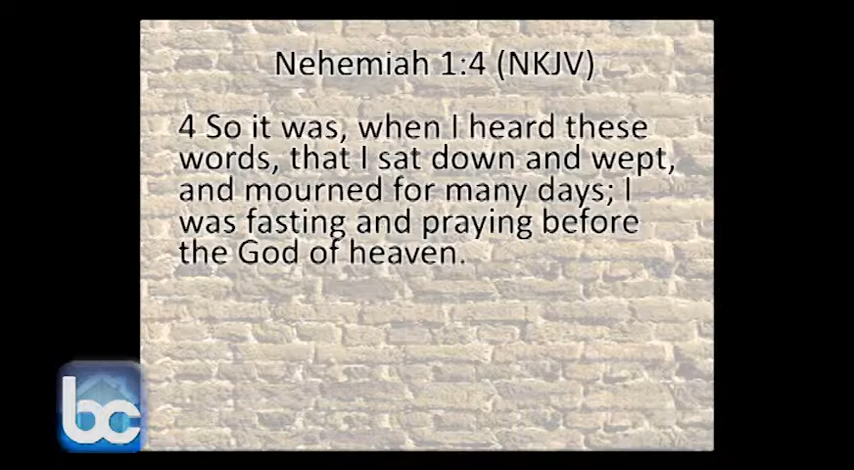 Nehemiah 1:4 (NKJV)
4 So it was, when I heard these
words, that I sat down and wept,
and mourned for many days; I
was fasting and praying before
the God of heaven.
bc